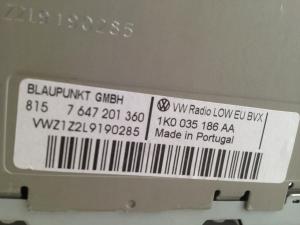 ZZ1919O285
BLAUPUNKT GMBH
815 7 647 201 360
VWZ1Z2L9190285
VW Radio LOW EU BVX
1K0 035 186 AA
Made in Portugal